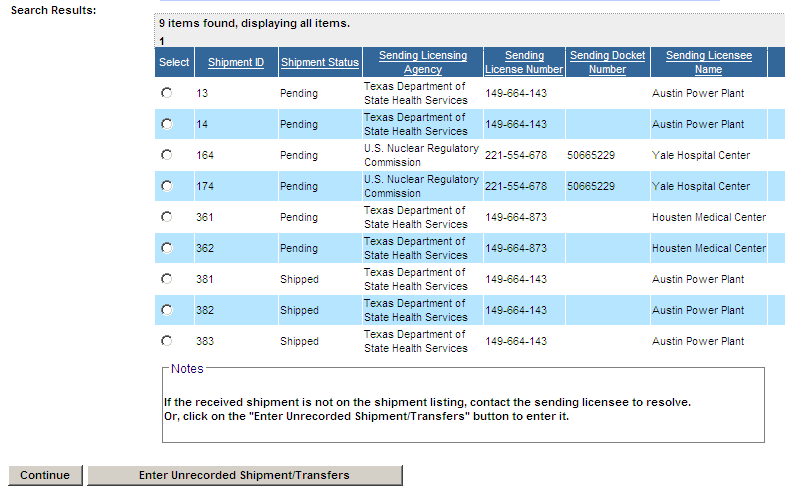 Search Results:
9 items found, displaying all items.
1
Select Shipment ID Shipment Status Sending Licensing Agency Sending License Number Sending Docket Number Sending Licensee Name
13 Pending Texas Department of State Health Services 149-664-143 Austin Power Plant
14 Pending Texas Department of State Health Services 149-664-143 Austin Power Plant
164 Pending U.S. Nuclear Regulatory Commission 221-554-678 50665229 Yale Hospital Center
174 Pending U.S. Nuclear Regulatory Commission 221-554-678 50665229 Yale Hospital Center
361 Pending Texas Department of State Health Services 149-664-873 Housten Medical Center
362 Pending Texas Department of State Health Services 149-664-873 Housten Medical Center
381 Shipped Texas Department of State Health Services 149-664-143 Austin Power Plant
382 Shipped Texas Department of State Health Services 149-664-143 Austin Power Plant
383 Shipped Texas Department of State Health Services 149-664-143 Austin Power Plant
Notes
If the received shipment is not on the shipment listing, contact the sending licensee to resolve.
Or, click on the "Enter Unrecorded Shipment/Transfers" button to enter it.
Continue Enter Unrecorded Shipment/Transfers